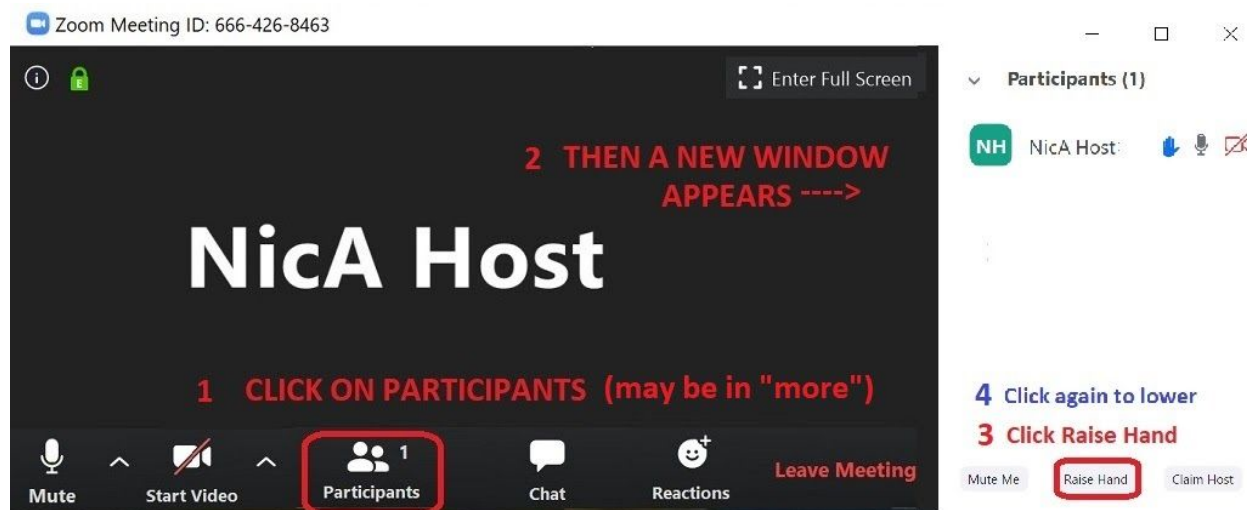 Zoom Meeting ID: 666-426-8463
E
Enter Full Screen
2 THEN A NEW WINDOW
APPEARS ---->
NicA Host
1 CLICK ON PARTICIPANTS (may be in "more")
Mute
Start Video
1
Participants
Chat
Reactions
Leave Meeting
Participants (1)
NH NicA Host
4 Click again to lower
3 Click Raise Hand
Mute Me
Raise Hand
Claim Host